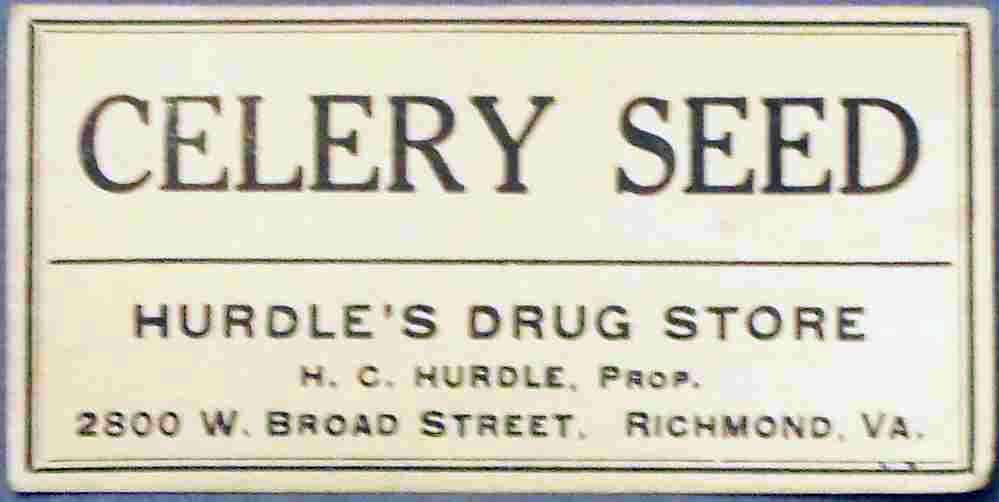 CELERY SEED
HURDLE'S DRUG STORE
H. C. HURDLE, PROP.
2800 W. BROAD STREET, RICHMOND, VA.